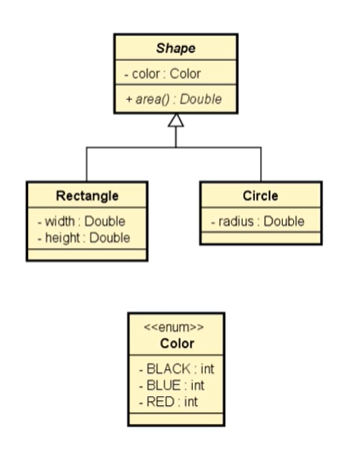 Shape
- color : Color
+ area() : Double
Rectangle
- width : Double
- height : Double
Circle
- radius : Double
<<enum>>
Color
- BLACK : int
- BLUE : int
- RED : int